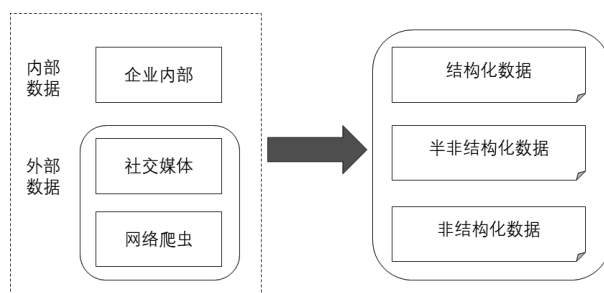 内部
数据
企业内部
外部
数据
社交媒体
网络爬虫
结构化数据
半非结构化数据
非结构化数据